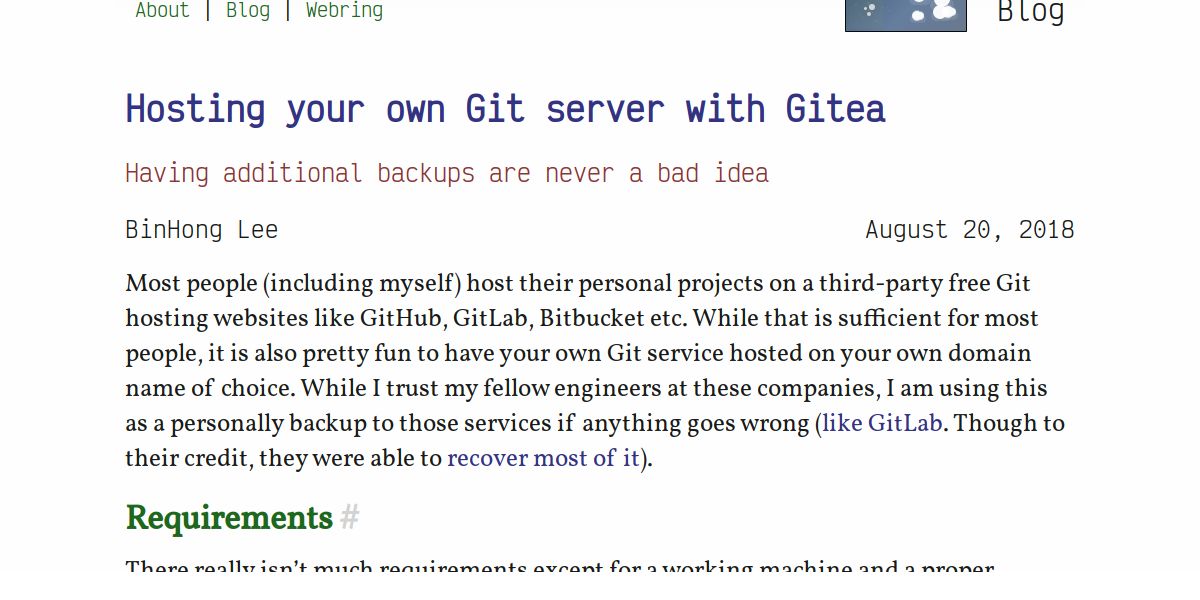 About | Blog | Webring
Blog
Hosting your own Git server with Gitea
Having additional backups are never a bad idea
BinHong Lee
August 20, 2018
Most people (including myself) host their personal projects on a third-party free Git
hosting websites like GitHub, GitLab, Bitbucket etc. While that is sufficient for most
people, it is also pretty fun to have your own Git service hosted on your own domain
name of choice. While I trust my fellow engineers at these companies, I am using this
as a personally backup to those services if anything goes wrong (like GitLab. Though to
their credit, they were able to recover most of it).
Requirements #
There really isn’t much requirements except for a working machine and a proper